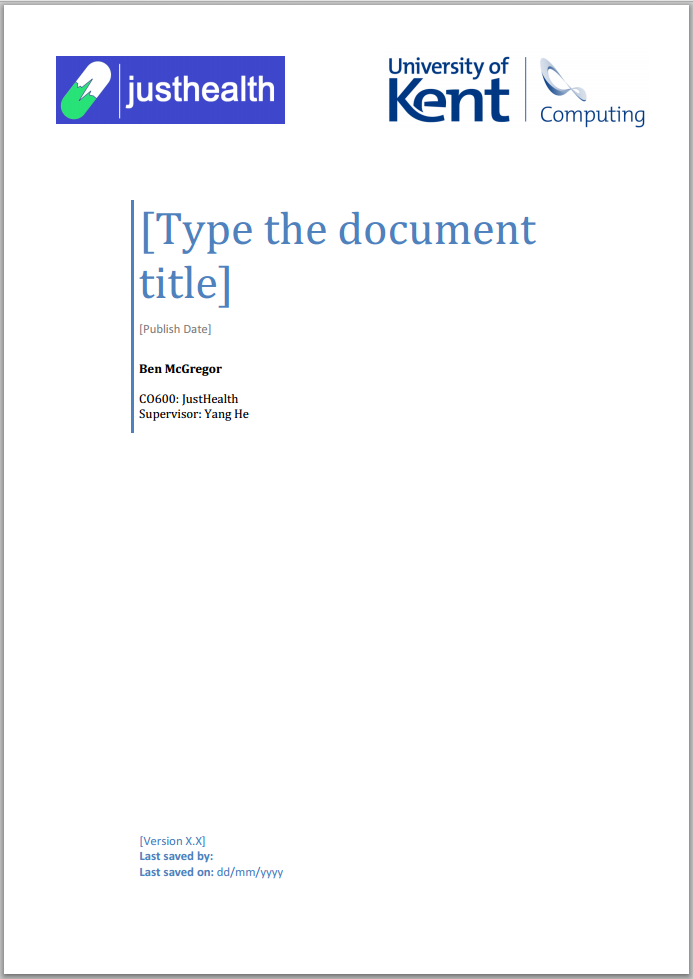 justhealth
University of
Kent
Computing
[Type the document
title]
[Publish Date]
Ben McGregor
CO600: JustHealth
Supervisor: Yang He
[Version X.X]
Last saved by:
Last saved on: dd/mm/yyyy